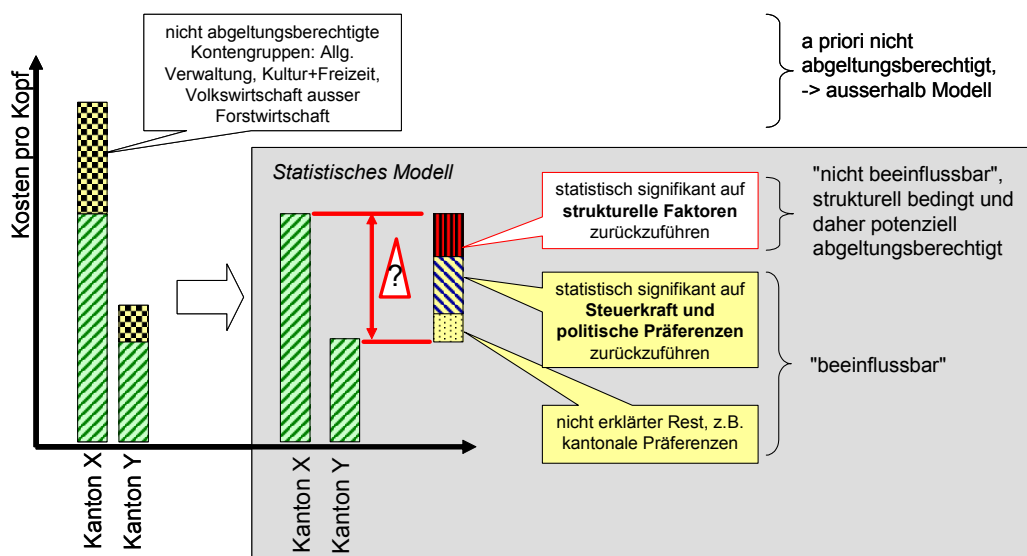 nicht abgeltungsberechtigte
Kontengruppen: Allg.
Verwaltung, Kultur+Freizeit,
Volkswirtschaft ausser
Forstwirtschaft
a priori nicht
abgeltungsberechtigt,
-> ausserhalb Modell
Kosten pro Kopf
Statistisches Modell
statistisch signifikant auf
strukturelle Faktoren
zurückzuführen
"nicht beeinflussbar",
strukturell bedingt und
daher potenziell
abgeltungsberechtigt
?
statistisch signifikant auf
Steuerkraft und
politische Präferenzen
zurückzuführen
"beeinflussbar"
nicht erklärter Rest, z.B.
kantonale Präferenzen
Kanton X
Kanton Y
Kanton X
Kanton Y